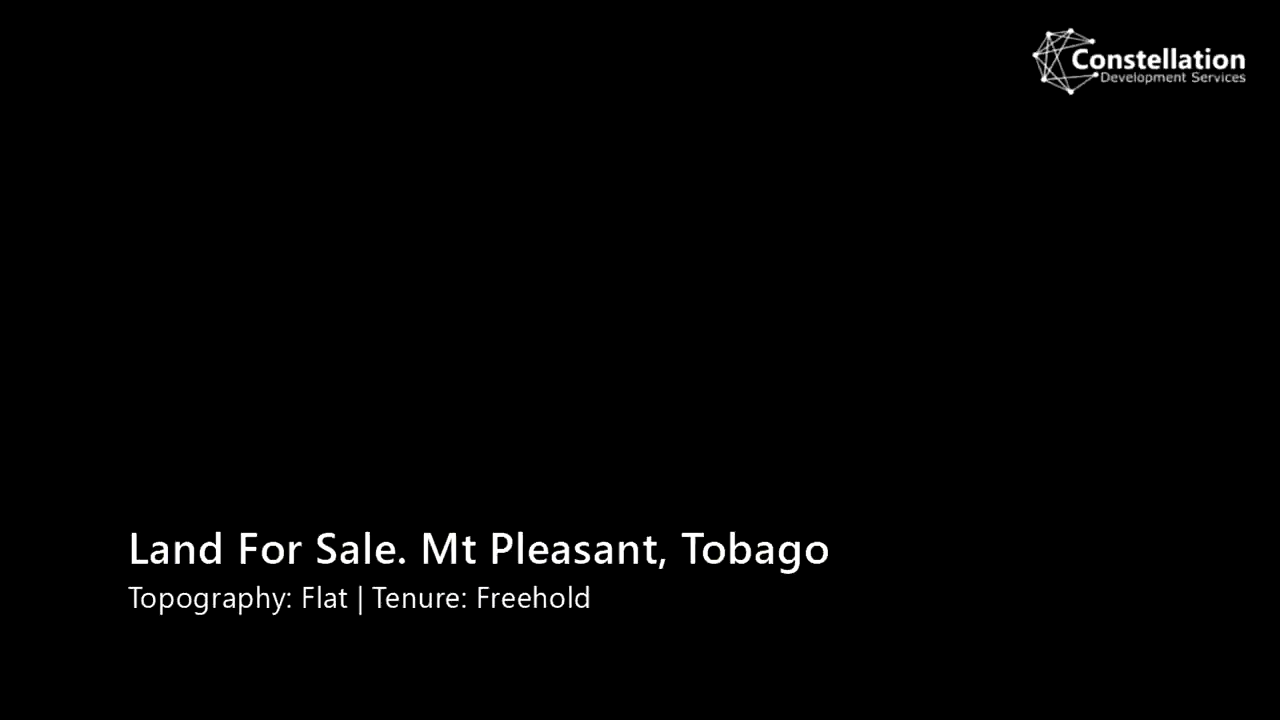 Constellation
Development Services
Land For Sale. Mt Pleasant, Tobago
Topography: Flat | Tenure: Freehold